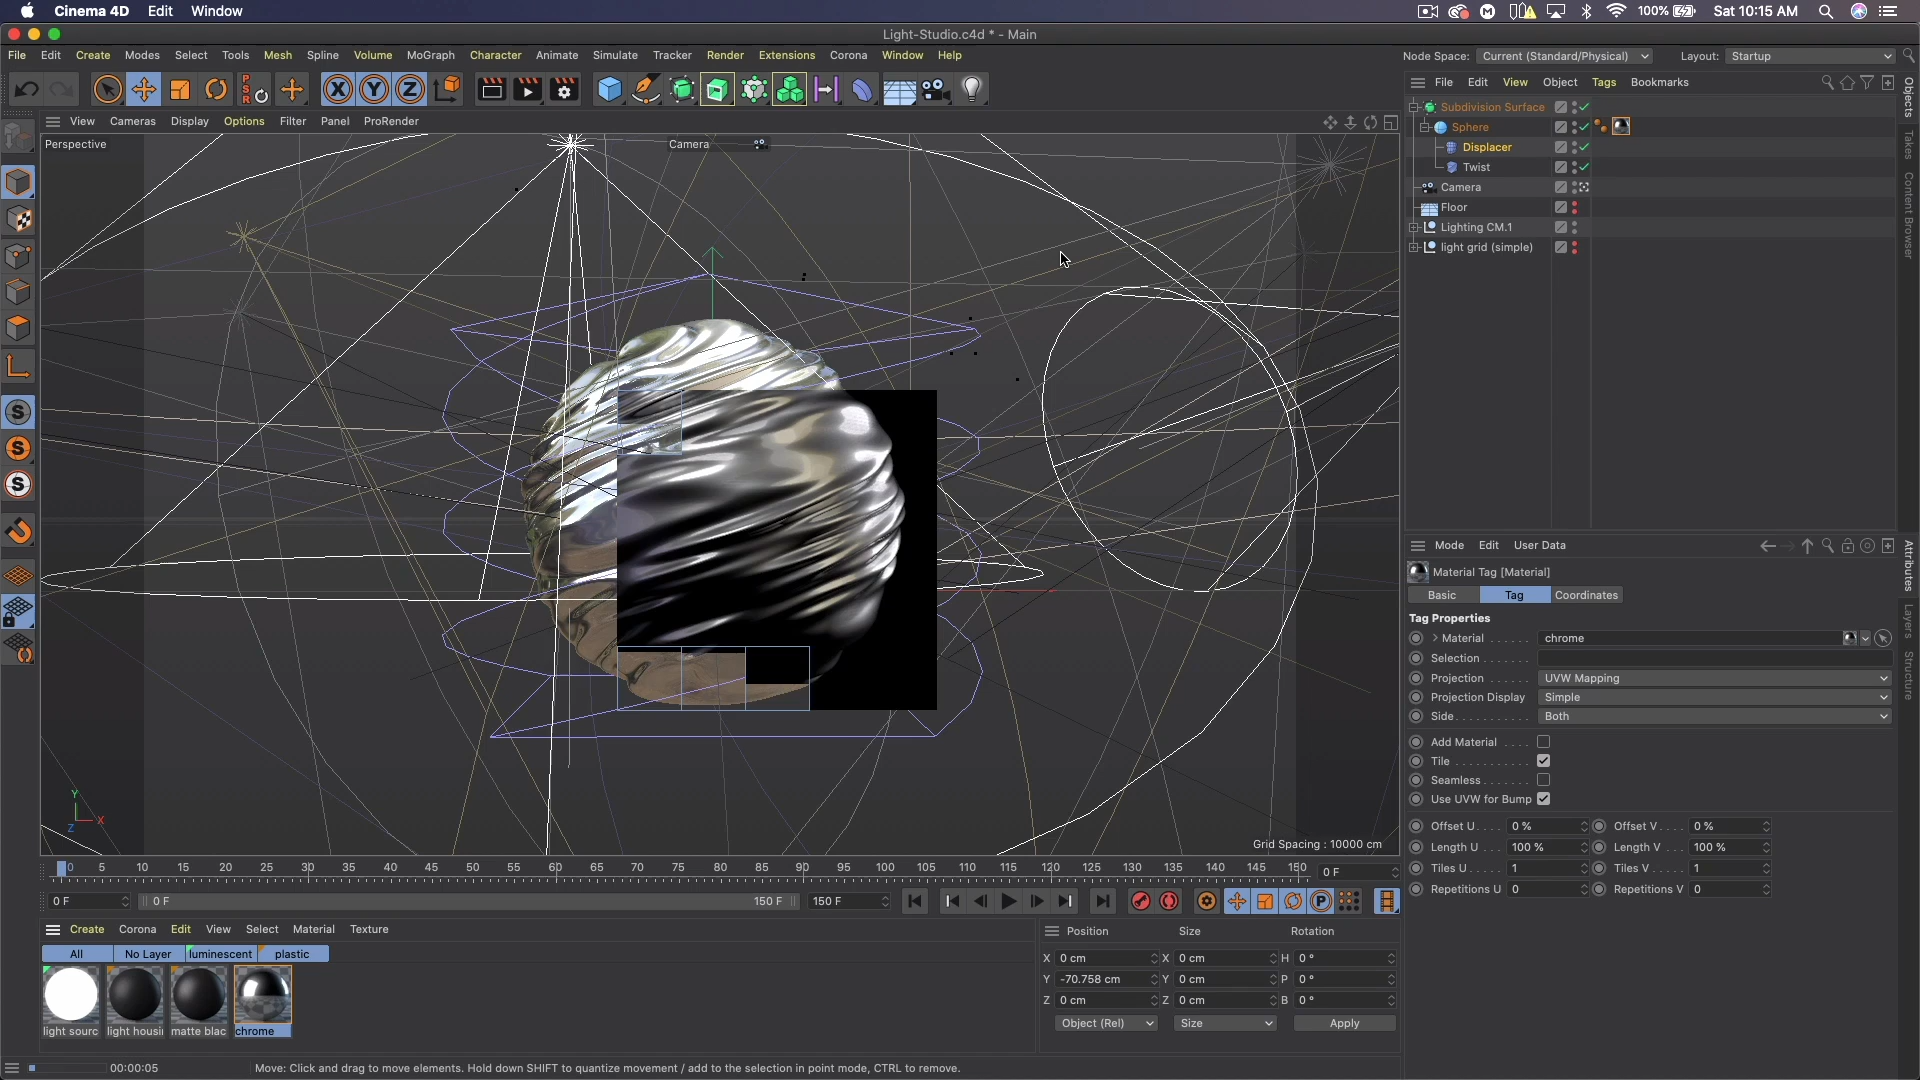 Cinema 4D Edit Window 100% Sat 10:15 AM
Light-Studio.c4d * - Main
File Edit Create Modes Select Tools Mesh Spline Volume MoGraph Character Animate Simulate Tracker Render Extensions Corona Window Help Node Space: Current (Standard/Physical) Layout: Startup
File Edit View Object Tags Bookmarks
View Cameras Display Options Filter Panel ProRender
Perspective
Camera
Subdivision Surface
Sphere
Displacer
Twist
Camera
Floor
Lighting CM.1
light grid (simple)
Objects
Takes
Content Browser
Mode Edit User Data
Material Tag [Material]
Basic Tag Coordinates
Tag Properties
Material chrome
Selection
Projection UVW Mapping
Projection Display Simple
Side Both
Add Material
Tile
Seamless
Use UVW for Bump
Offset U 0 % Offset V 0 %
Length U 100 % Length V 100 %
Tiles U 1 Tiles V 1
Repetitions U 0 Repetitions V 0
Attributes
Layers
Structure
Y
X
Z
Grid Spacing : 10000 cm
0 5 10 15 20 25 30 35 40 45 50 55 60 65 70 75 80 85 90 95 100 105 110 115 120 125 130 135 140 145 150 0 F
0 F 0 F 150 F 150 F
Create Corona Edit View Select Material Texture
All No Layer luminescent plastic
light sourc light housi matte blac chrome
Position Size Rotation
X 0 cm X 0 cm H 0 °
Y -70.758 cm Y 0 cm P 0 °
Z 0 cm Z 0 cm B 0 °
Object (Rel) Size Apply
00:00:05 Move: Click and drag to move elements. Hold down SHIFT to quantize movement / add to the selection in point mode, CTRL to remove.